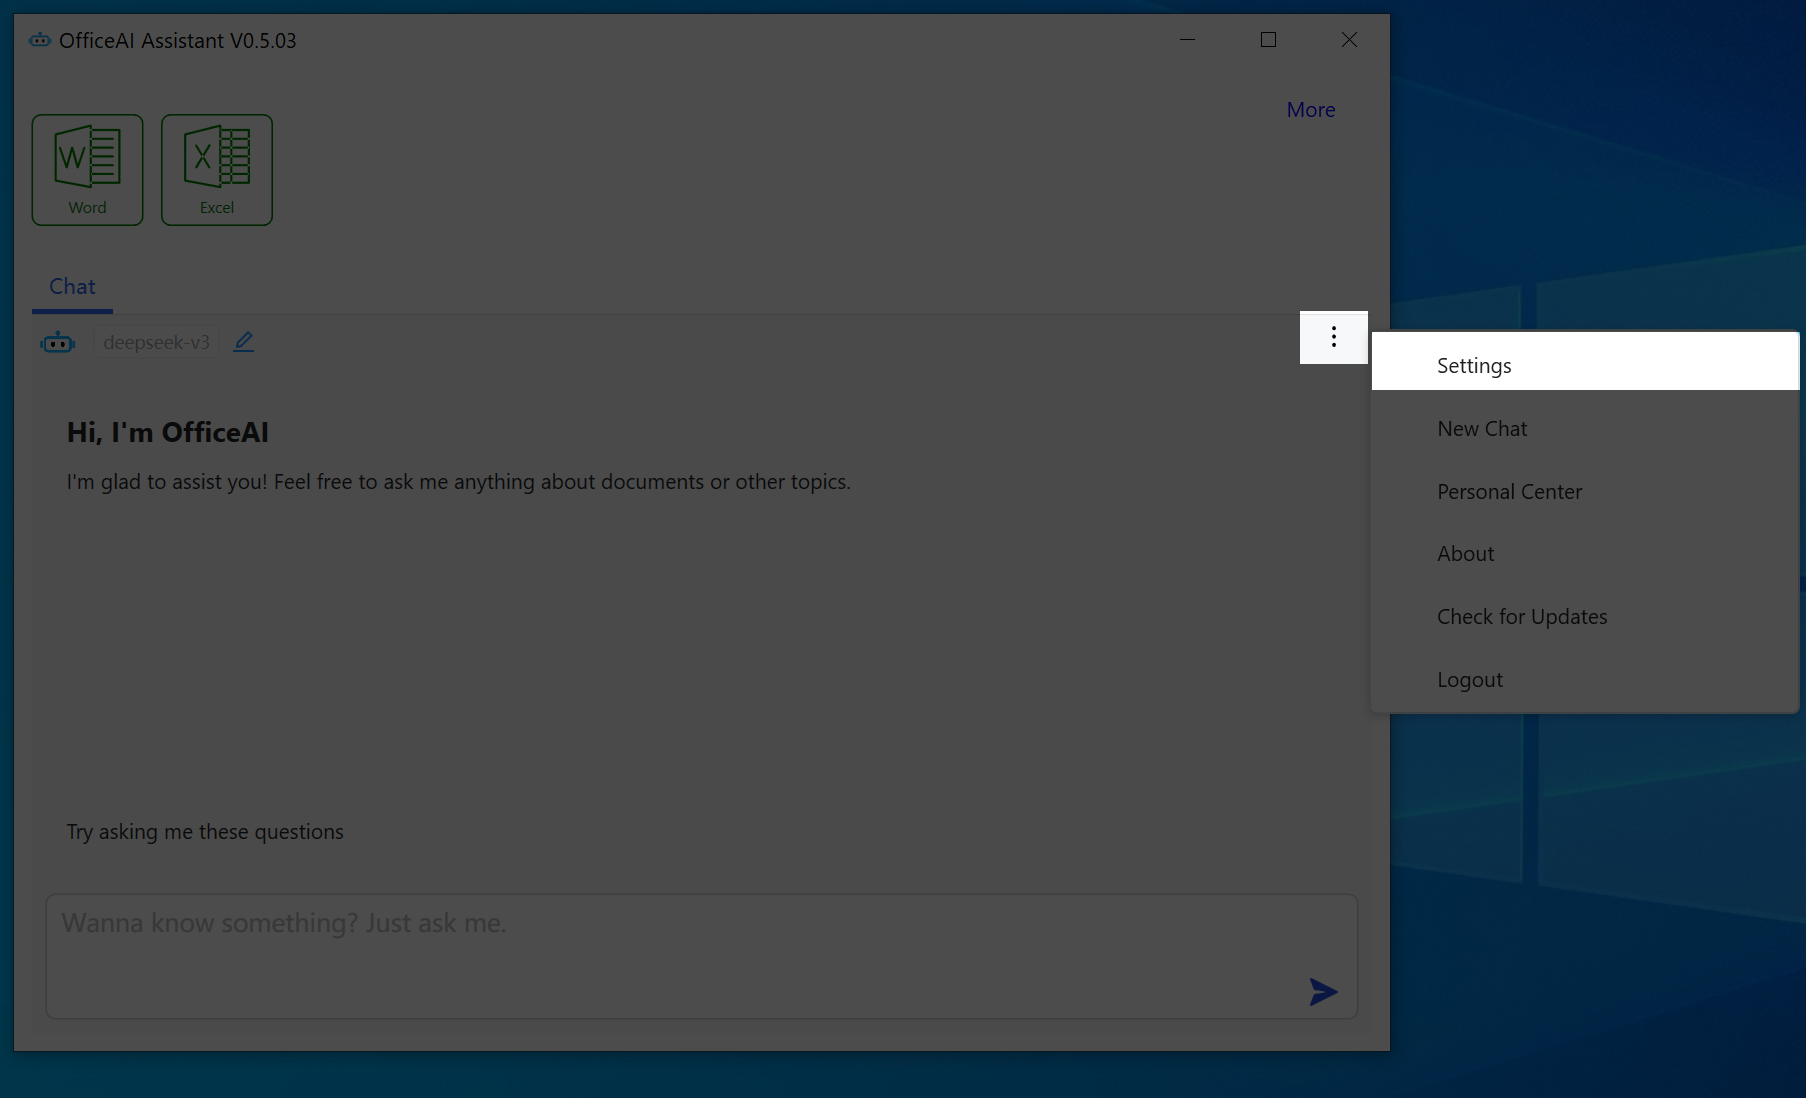 OfficeAI Assistant V0.5.03
More
W
X
Word
Excel
Chat
deepseek-v3
Settings
New Chat
Personal Center
About
Check for Updates
Logout
Hi, I'm OfficeAI
I'm glad to assist you! Feel free to ask me anything about documents or other topics.
Try asking me these questions
Wanna know something? Just ask me.